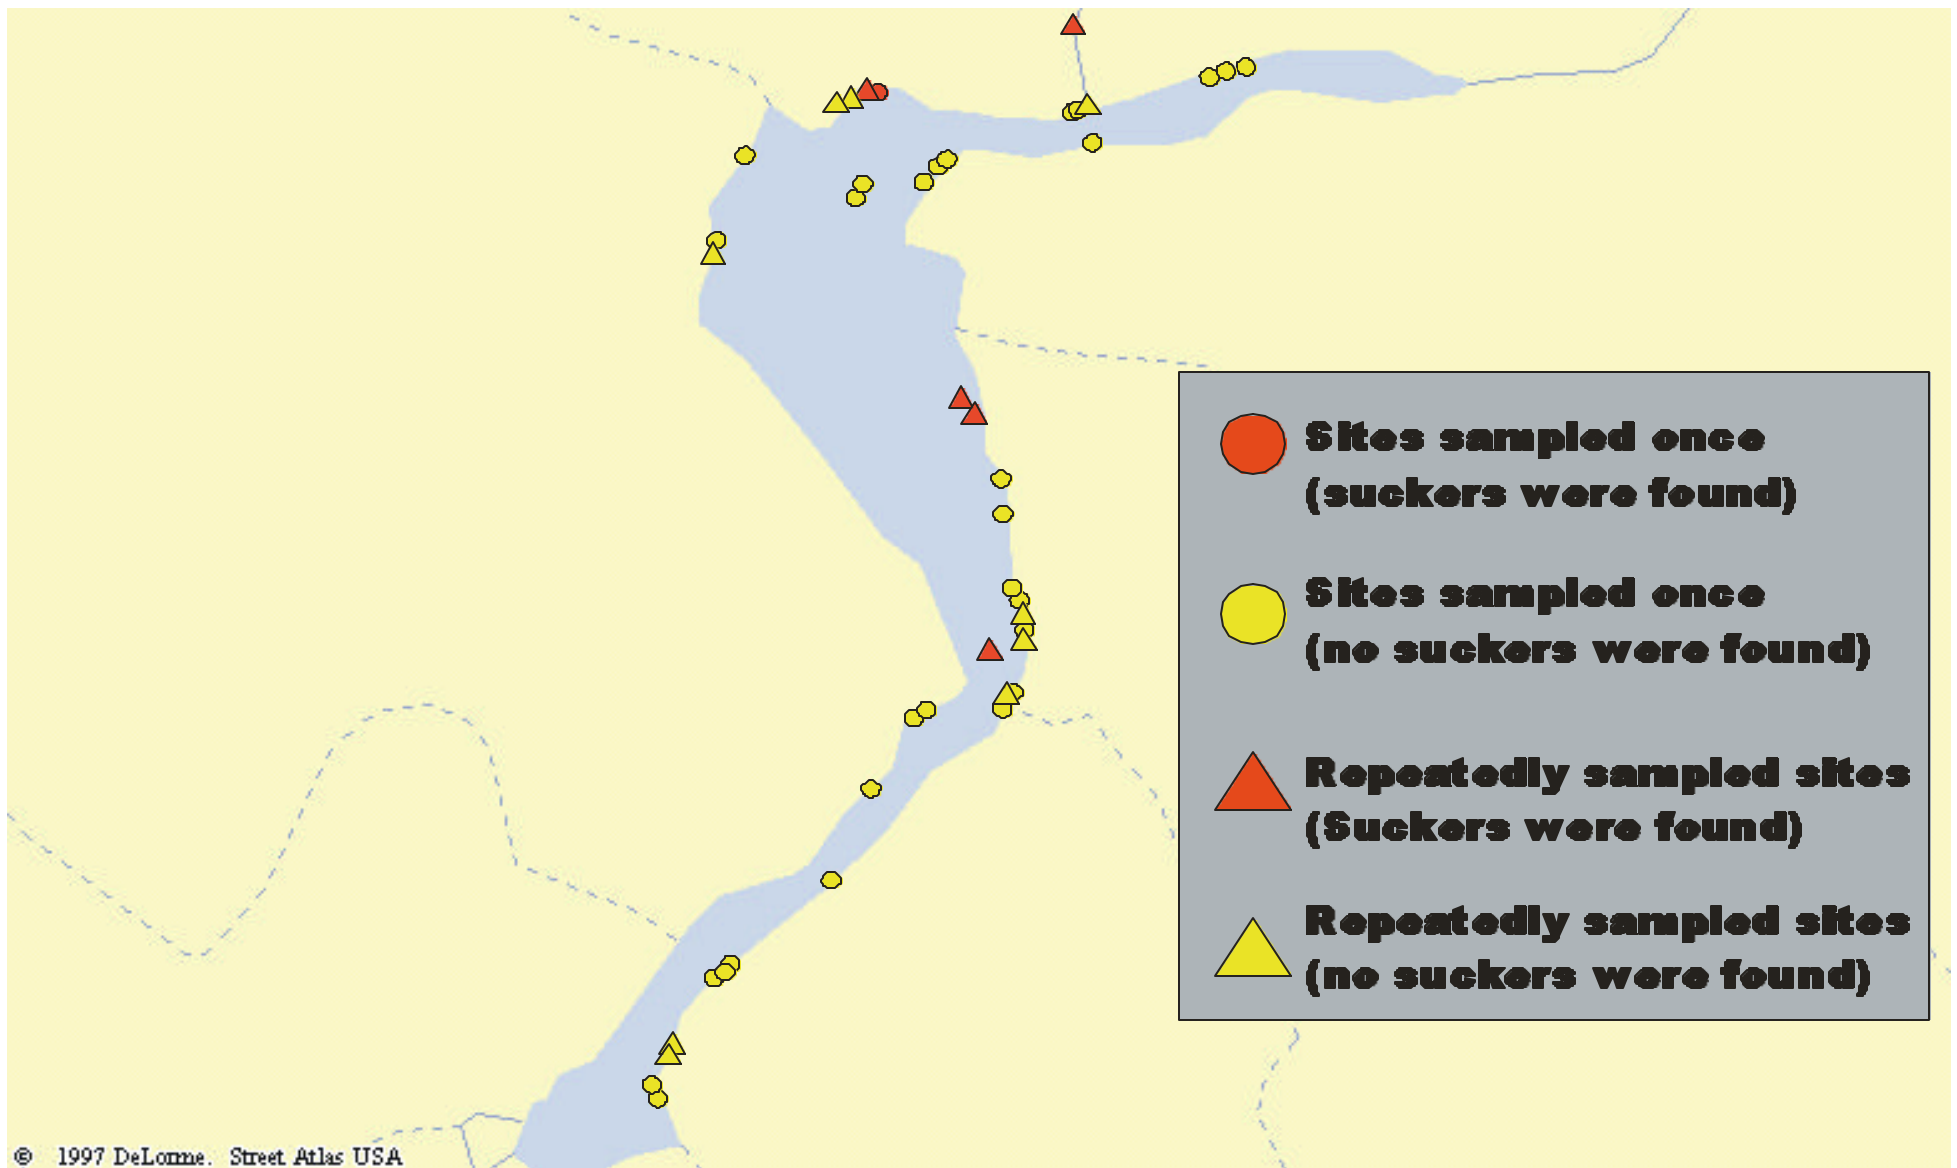 Sites sampled once
(suckers were found)
Sites sampled once
(no suckers were found)
Repeatedly sampled sites
(Suckers were found)
Repeatedly sampled sites
(no suckers were found)
© 1997 DeLorme. Street Atlas USA